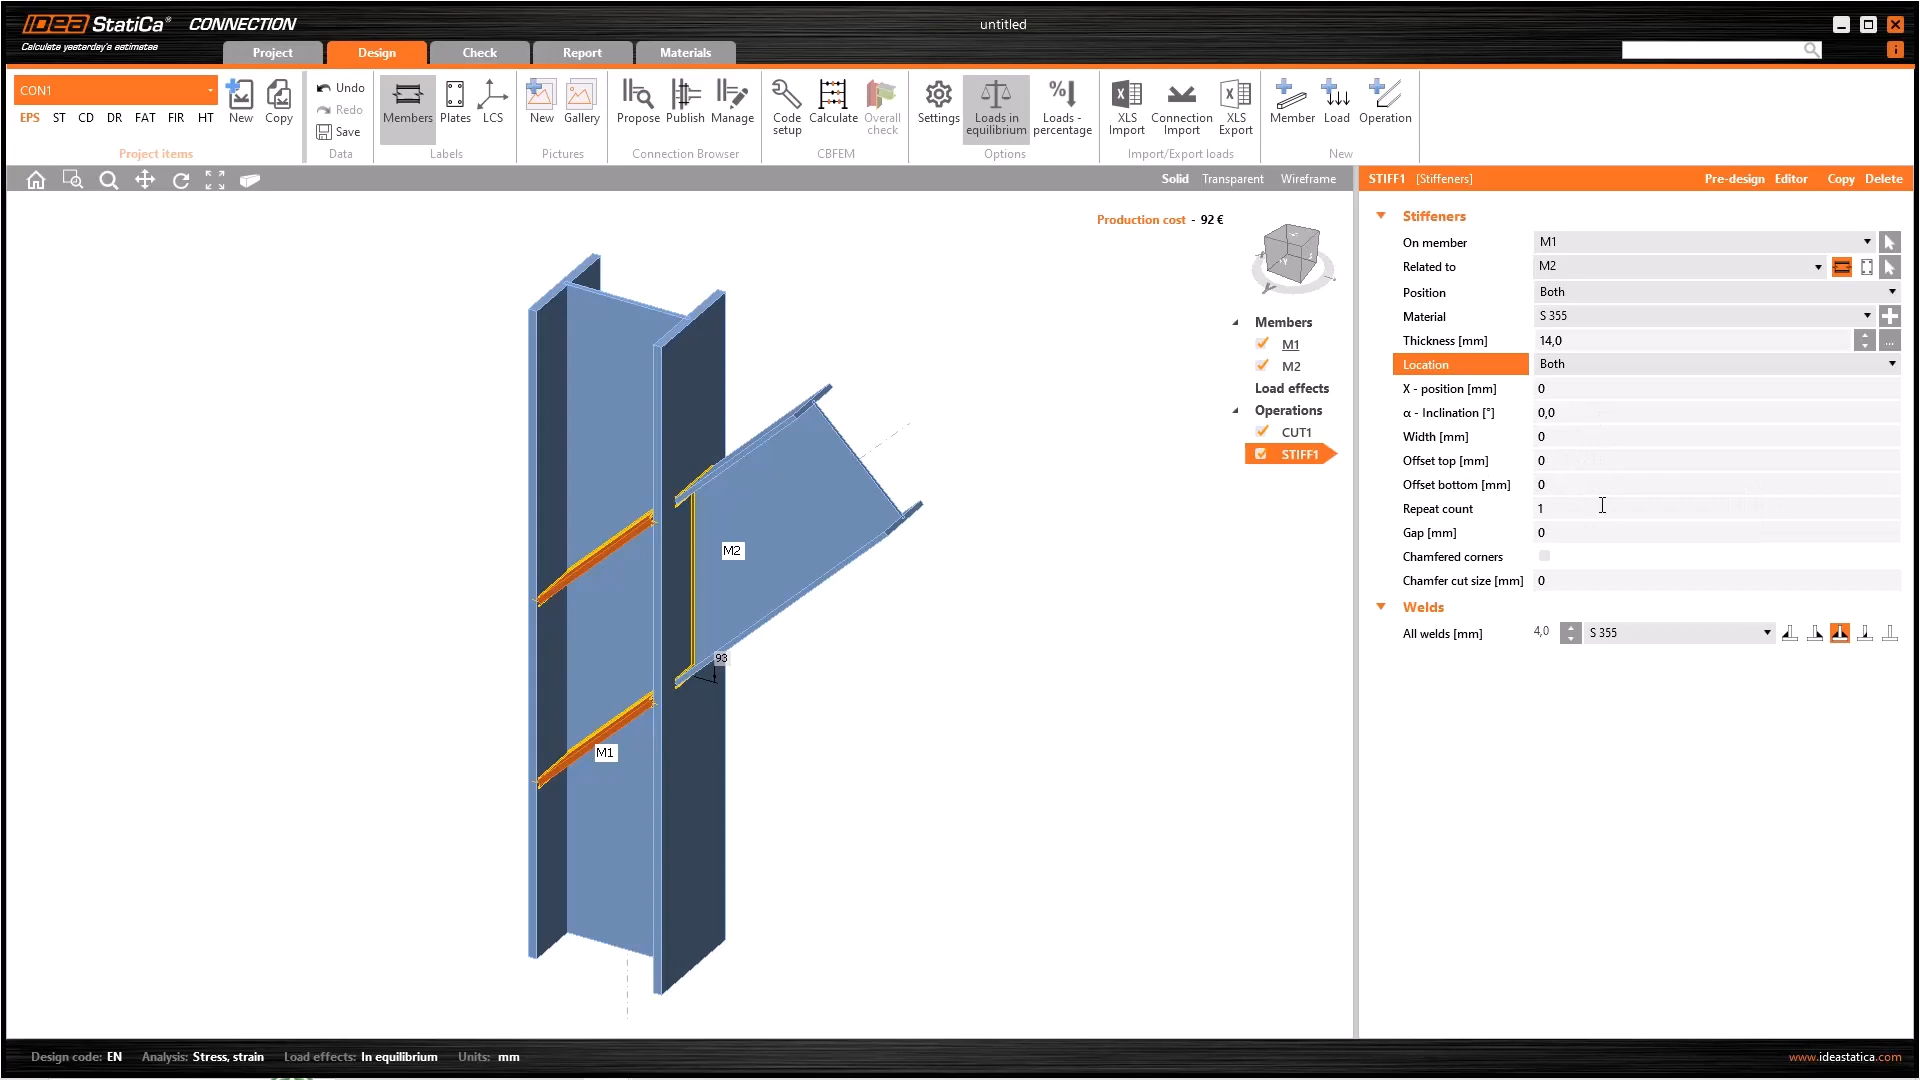 IDEA StatiCa® CONNECTION
Calculate yesterday's estimates
untitled
Project Design Check Report Materials
CON1
EPS ST CD DR FAT FIR HT
New Copy
Project items
Undo
Redo
Save
Data
Members Plates LCS
Labels
New Gallery
Pictures
Propose Publish Manage
Connection Browser
Code setup Calculate Overall check
CBFEM
Settings Loads in equilibrium Loads - percentage
Options
XLS Import Connection Import XLS Export
Import/Export loads
Member Load Operation
New
Solid Transparent Wireframe
Production cost - 92 €
Members
M1
M2
Load effects
Operations
CUT1
STIFF1
M2
93
M1
STIFF1 [Stiffeners] Pre-design Editor Copy Delete
Stiffeners
On member M1
Related to M2
Position Both
Material S 355
Thickness [mm] 14,0
Location Both
X - position [mm] 0
α - Inclination [°] 0,0
Width [mm] 0
Offset top [mm] 0
Offset bottom [mm] 0
Repeat count 1
Gap [mm] 0
Chamfered corners
Chamfer cut size [mm] 0
Welds
All welds [mm] 4,0 S 355
Design code: EN Analysis: Stress, strain Load effects: In equilibrium Units: mm
www.ideastatica.com